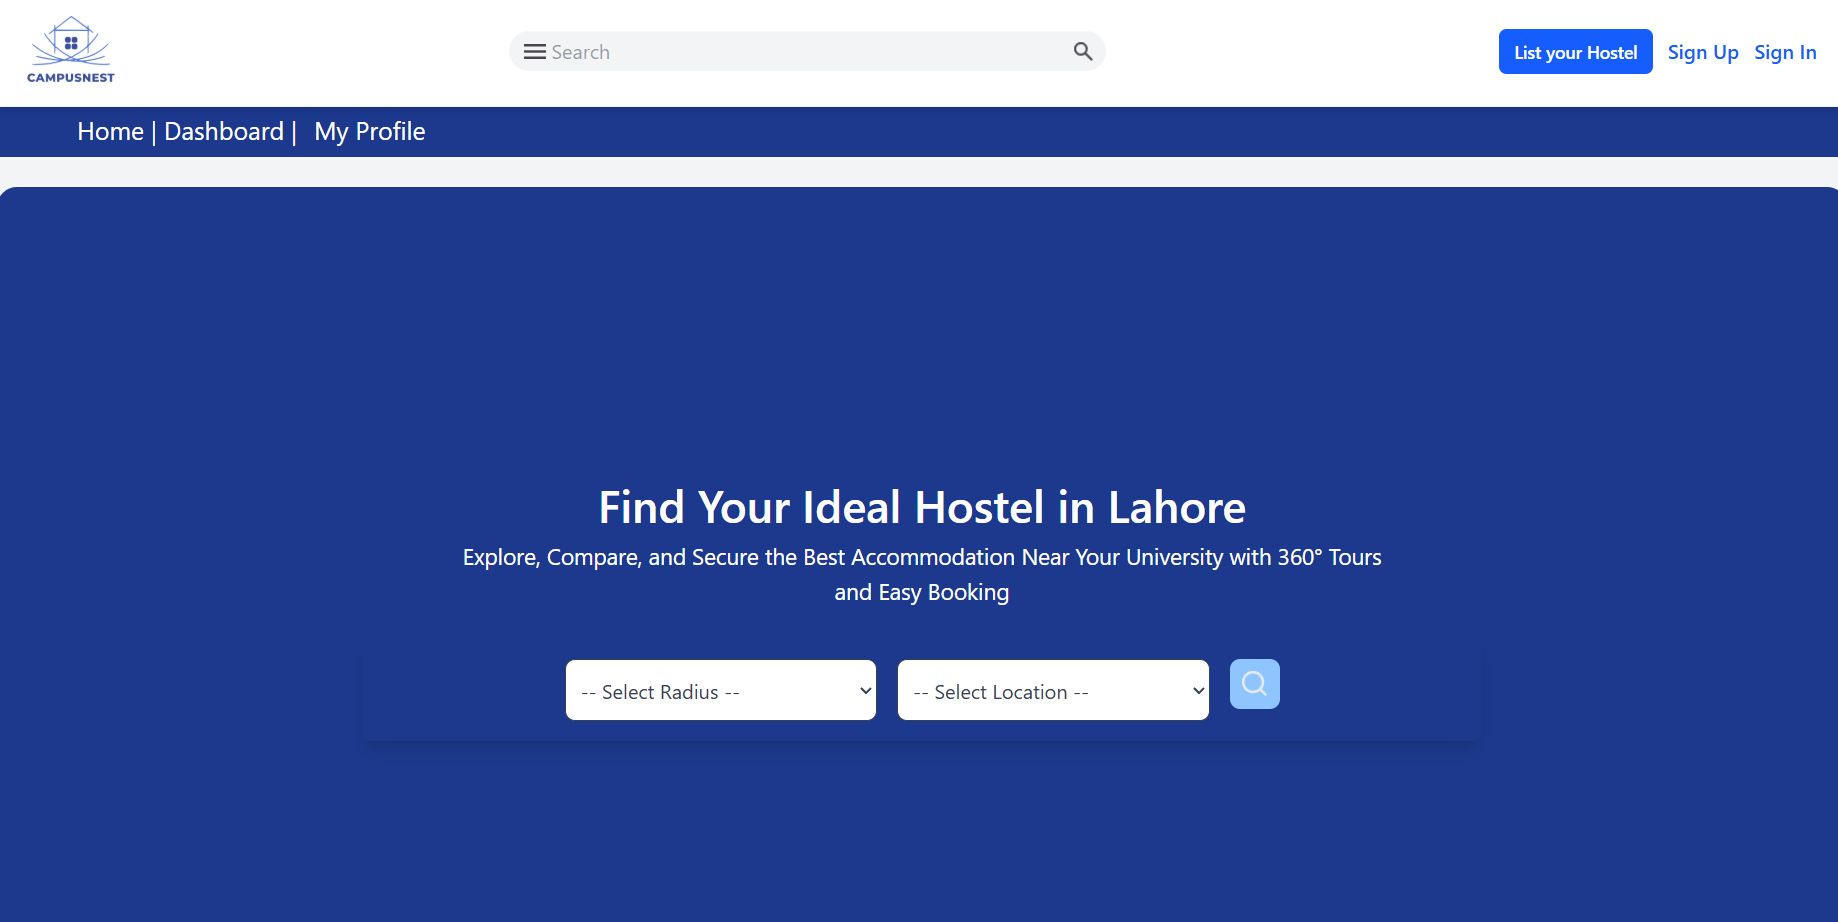 CAMPUSNEST
Search
List your Hostel
Sign Up
Sign In
Home | Dashboard | My Profile
Find Your Ideal Hostel in Lahore
Explore, Compare, and Secure the Best Accommodation Near Your University with 360° Tours
and Easy Booking
-- Select Radius --
-- Select Location --